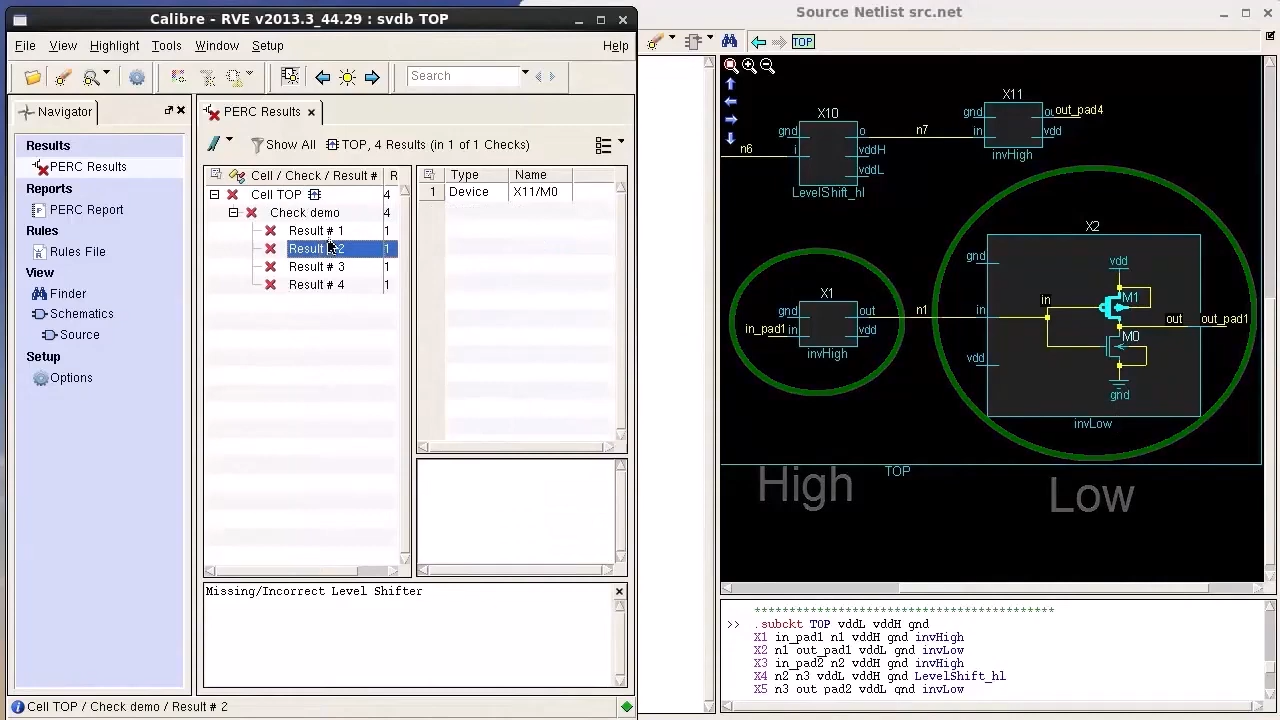 Calibre - RVE v2013.3_44.29 : svdb TOP
Source Netlist src.net
File View Highlight Tools Window Setup Help
TOP
Search
Navigator
PERC Results
Results
PERC Results
Reports
PERC Report
Rules
Rules File
View
Finder
Schematics
Source
Setup
Options
Show All TOP, 4 Results (in 1 of 1 Checks)
Cell / Check / Result # R
Cell TOP 4
Check demo 4
Result # 1 1
Result # 2 1
Result # 3 1
Result # 4 1
Type Name
1 Device X11/M0
Missing/Incorrect Level Shifter
Cell TOP / Check demo / Result # 2
X10
gnd o
n6 i vddH
vddL
LevelShift_hl
n7
X11
gnd out_pad4
in vdd
invHigh
X1
gnd out
in_pad1 in vdd
invHigh
n1
X2
gnd
vdd
in
in
M1
out out_pad1
M0
vdd
gnd
invLow
TOP
High Low
******************************************
>> .subckt TOP vddL vddH gnd
X1 in_pad1 n1 vddH gnd invHigh
X2 n1 out_pad1 vddL gnd invLow
X3 in_pad2 n2 vddH gnd invHigh
X4 n2 n3 vddL vddH gnd LevelShift_hl
X5 n3 out_pad2 vddL gnd invLow